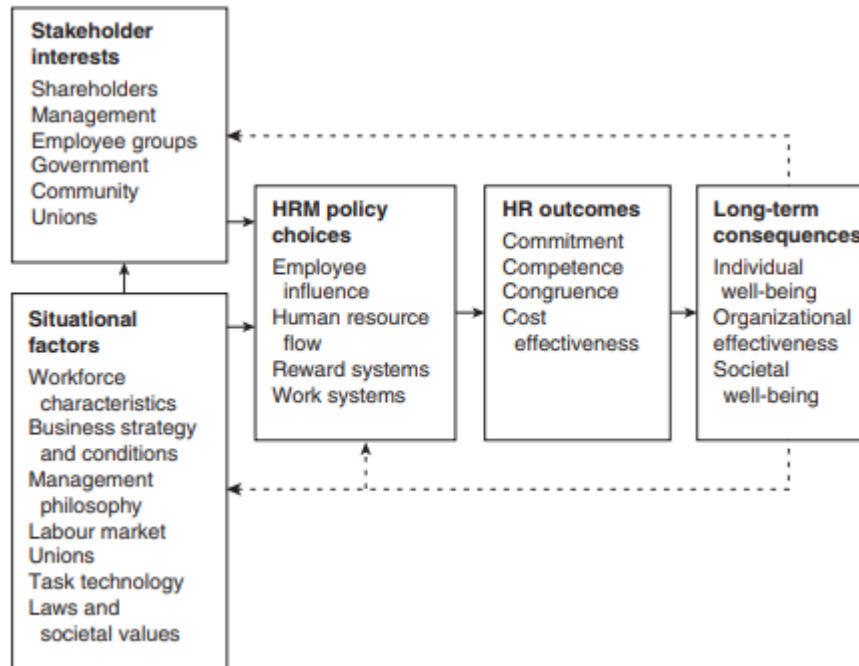 Stakeholder
interests
Shareholders
Management
Employee groups
Government
Community
Unions
Situational
factors
Workforce
characteristics
Business strategy
and conditions
Management
philosophy
Labour market
Unions
Task technology
Laws and
societal values
HRM policy
choices
Employee
influence
Human resource
flow
Reward systems
Work systems
HR outcomes
Commitment
Competence
Congruence
Cost
effectiveness
Long-term
consequences
Individual
well-being
Organizational
effectiveness
Societal
well-being